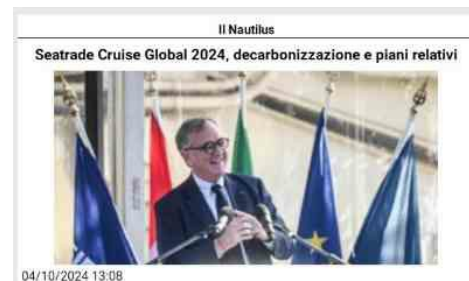 Il Nautilus
Seatrade Cruise Global 2024, decarbonizzazione e piani relativi
04/10/2024 13:08